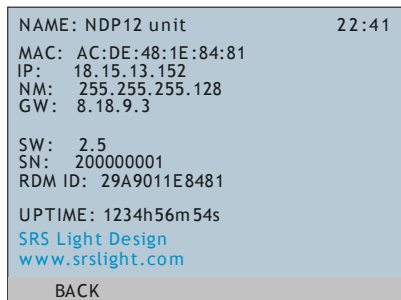 NAME: NDP12 unit 22:41
MAC: AC:DE:48:1E:84:81
IP: 18.15.13.152
NM: 255.255.255.128
GW: 8.18.9.3
SW: 2.5
SN: 200000001
RDM ID: 29A9011E8481
UPTIME: 1234h56m54s
SRS Light Design
www.srslight.com
BACK